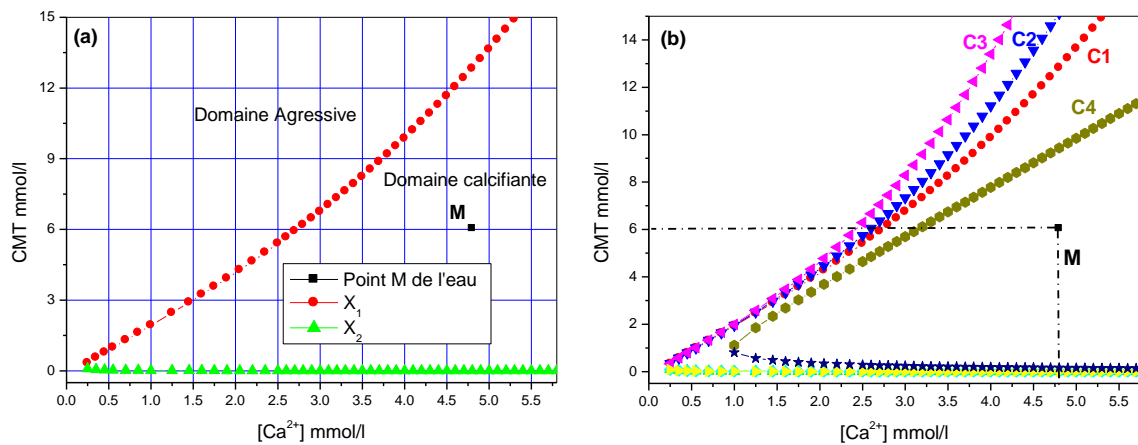 (a)
15
12
9
6
3
0
CMT mmol/l
Domaine Agressive
Domaine calcifiante
M
Point M de l'eau
X₁
X₂
0.0 0.5 1.0 1.5 2.0 2.5 3.0 3.5 4.0 4.5 5.0 5.5
[Ca²⁺] mmol/l
(b)
14
12
10
8
6
4
2
0
CMT mmol/l
C3
C2
C1
C4
M
0.0 0.5 1.0 1.5 2.0 2.5 3.0 3.5 4.0 4.5 5.0 5.5
[Ca²⁺] mmol/l